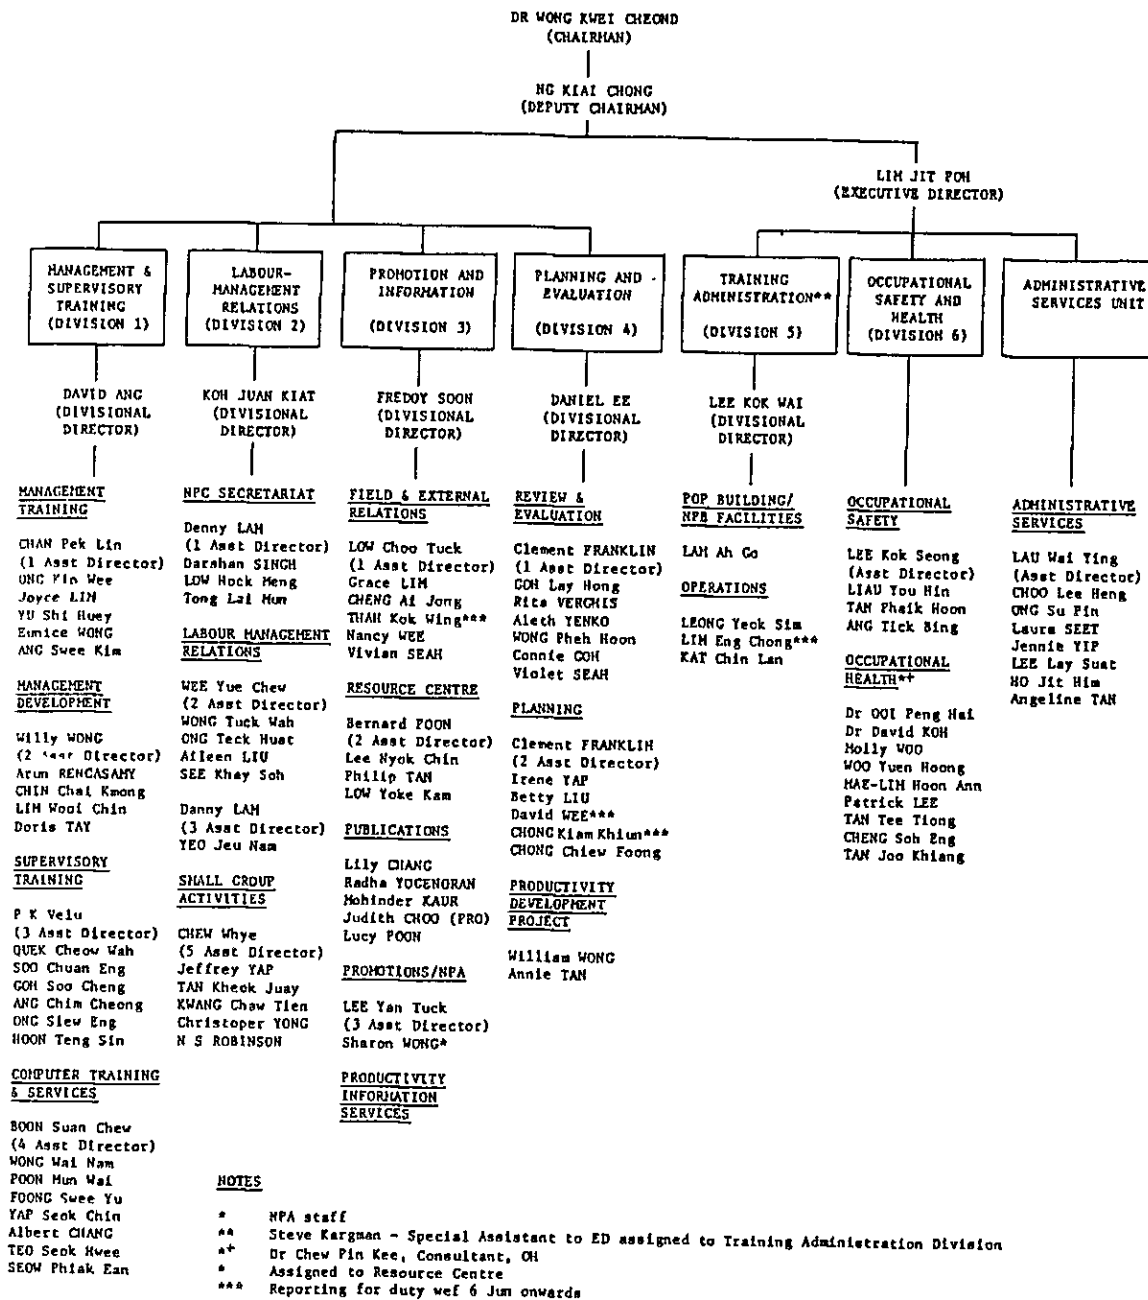 DR WONG KWEI CHEOND
(CHAIRMAN)
NG KIAI CHONG
(DEPUTY CHAIRMAN)
LIM JIT POH
(EXECUTIVE DIRECTOR)
MANAGEMENT &
SUPERVISORY
TRAINING
(DIVISION 1)
DAVID ANG
(DIVISIONAL
DIRECTOR)
MANAGEMENT
TRAINING
CHAN Pek Lin
(1 Asst Director)
ONG Kin Wee
Joyce LIM
YU Shi Huey
Eunice WONG
ANG Swee Kim
MANAGEMENT
DEVELOPMENT
Willy WONG
(2 Asst Director)
Arun RENGASAMY
CHIN Chai Kwong
LIM Wooi Chin
Doris TAY
SUPERVISORY
TRAINING
P K Velu
(3 Asst Director)
QUEK Cheow Wah
SOO Chuan Eng
GOH Soo Cheng
ANG Chim Cheong
ONG Siew Eng
HOON Teng Sin
COMPUTER TRAINING
& SERVICES
BOON Suan Chew
(4 Asst Director)
WONG Wai Nam
POON Mun Wai
FOONG Swee Yu
YAP Seok Chin
Albert CHANG
TEO Seok Hwee
SEOW Phiak Ean
LABOUR-
MANAGEMENT
RELATIONS
(DIVISION 2)
KOH JUAN KIAT
(DIVISIONAL
DIRECTOR)
NPC SECRETARIAT
Denny LAM
(1 Asst Director)
Darshan SINGH
LOW Hock Meng
Tong Lai Mun
LABOUR MANAGEMENT
RELATIONS
WEE Yue Chew
(2 Asst Director)
WONG Tuck Wah
ONG Teck Huat
Aileen LIU
SEE Khay Soh
Danny LAM
(3 Asst Director)
YEO Jeu Nam
SMALL GROUP
ACTIVITIES
CHEW Whye
(5 Asst Director)
Jeffrey YAP
TAN Kheok Juay
KWANG Chaw Tien
Christoper YONG
N S ROBINSON
PROMOTION AND
INFORMATION
(DIVISION 3)
FREDDY SOON
(DIVISIONAL
DIRECTOR)
FIELD & EXTERNAL
RELATIONS
LOW Choo Tuck
(1 Asst Director)
Grace LIM
CHENG Ai Jong
THAM Kok Wing***
Nancy WEE
Vivian SEAH
RESOURCE CENTRE
Bernard POON
(2 Asst Director)
Lee Nyok Chin
Philip TAN
LOW Yoke Kam
PUBLICATIONS
Lily CHANG
Radha YOGENDRAN
Mohinder KAUR
Judith CHOO (PRO)
Lucy POON
PROMOTIONS/NPA
LEE Yan Tuck
(3 Asst Director)
Sharon WONG*
PRODUCTIVITY
INFORMATION
SERVICES
PLANNING AND
EVALUATION
(DIVISION 4)
DANIEL EE
(DIVISIONAL
DIRECTOR)
REVIEW &
EVALUATION
Clement FRANKLIN
(1 Asst Director)
GOH Lay Hong
Rita VERGHIS
Aleth YENKO
WONG Pheh Hoon
Connie GOH
Violet SEAH
PLANNING
Clement FRANKLIN
(2 Asst Director)
Irene YAP
Betty LIU
David WEE***
CHONG Kiam Khiun***
CHONG Chiew Foong
PRODUCTIVITY
DEVELOPMENT
PROJECT
William WONG
Annie TAN
TRAINING
ADMINISTRATION**
(DIVISION 5)
LEE KOK WAI
(DIVISIONAL
DIRECTOR)
PDP BUILDING/
NPB FACILITIES
LAM Ah Go
OPERATIONS
LEONG Yeok Sim
LIM Eng Chong***
KAT Chin Lan
OCCUPATIONAL
SAFETY AND
HEALTH
(DIVISION 6)
OCCUPATIONAL
SAFETY
LEE Kok Seong
(Asst Director)
LIAU You Hin
TAN Phaik Hoon
ANG Tick Bing
OCCUPATIONAL
HEALTH*+
Dr OOI Peng Hai
Dr David KOH
Molly WOO
WOO Yuen Hoong
MAE-LIM Hoon Ann
Patrick LEE
TAN Tee Tiong
CHENG Soh Eng
TAN Joo Khiang
ADMINISTRATIVE
SERVICES UNIT
ADMINISTRATIVE
SERVICES
LAU Wai Ying
(Asst Director)
CHOO Lee Heng
ONG Su Pin
Laura SEET
Jennie YIP
LEE Lay Suat
HO Jit Him
Angeline TAN
NOTES
* NPA staff
** Steve Kargman - Special Assistant to ED assigned to Training Administration Division
*+ Dr Chew Pin Kee, Consultant, OH
* Assigned to Resource Centre
*** Reporting for duty wef 6 Jun onwards